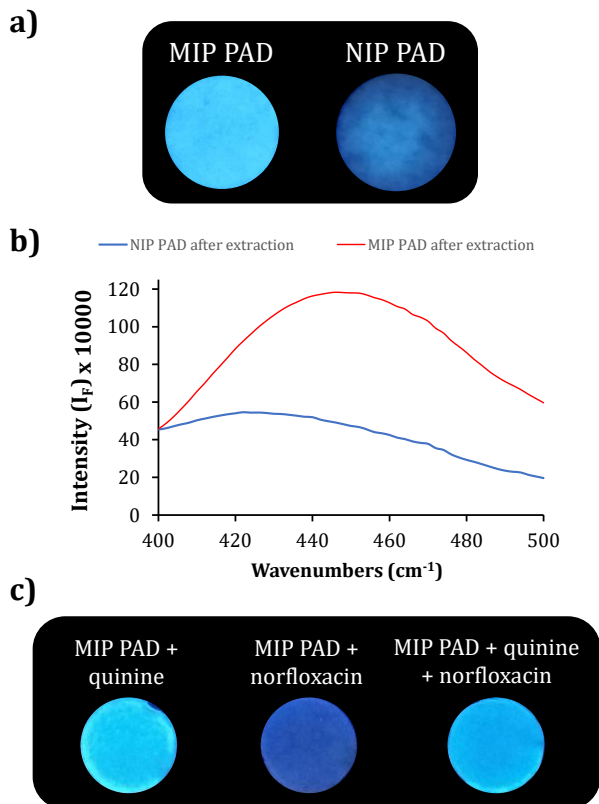 a)
MIP PAD
NIP PAD
b)
NIP PAD after extraction
MIP PAD after extraction
Intensity (I_F) x 10000
120
100
80
60
40
20
0
400
420
440
460
480
500
Wavenumbers (cm⁻¹)
c)
MIP PAD +
quinine
MIP PAD +
norfloxacin
MIP PAD + quinine
+ norfloxacin